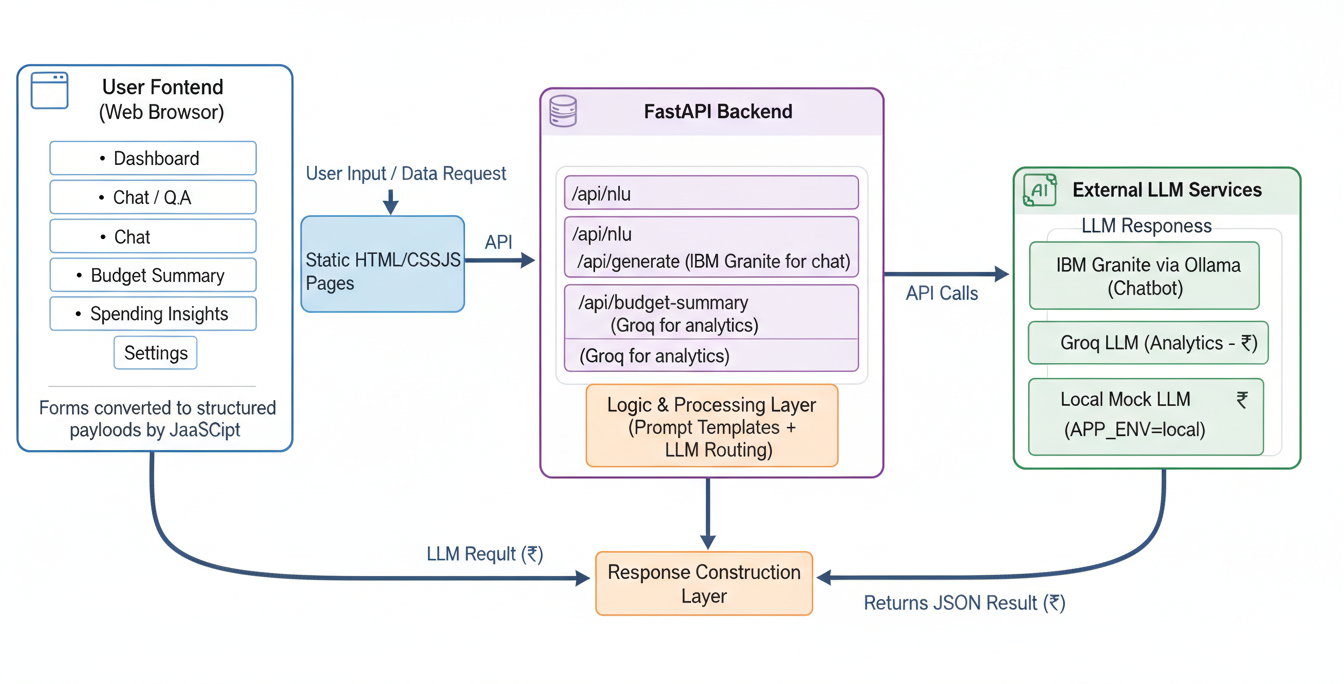 User Fontend
(Web Browser)
• Dashboard
• Chat / Q.A
• Chat
• Budget Summary
• Spending Insights
Settings
Forms converted to structured
payloods by JaaSCipt
User Input / Data Request
Static HTML/CSSJS
Pages
API
FastAPI Backend
/api/nlu
/api/nlu
/api/generate (IBM Granite for chat)
/api/budget-summary
(Groq for analytics)
(Groq for analytics)
Logic & Processing Layer
(Prompt Templates +
LLM Routing)
API Calls
AI
External LLM Services
LLM Responess
IBM Granite via Ollama
(Chatbot)
Groq LLM (Analytics - ₹)
Local Mock LLM ₹
(APP_ENV=local)
LLM Reqult (₹)
Response Construction
Layer
Returns JSON Result (₹)